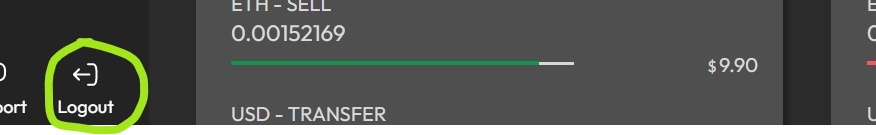 ETH - SELL
0.00152169
$9.90
USD - TRANSFER
Logout